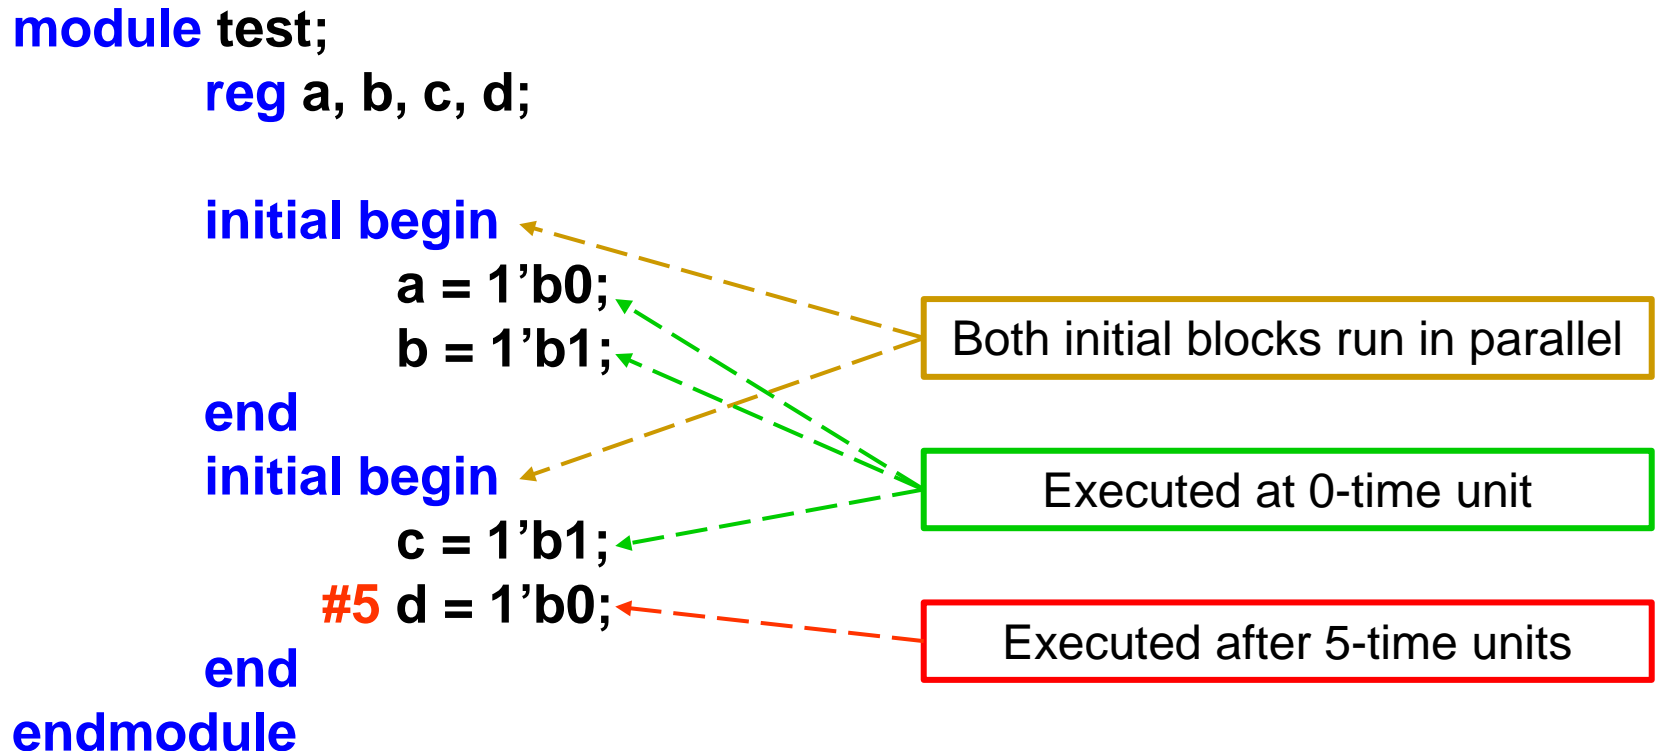 module test;
reg a, b, c, d;
initial begin
a = 1’b0;
b = 1’b1;
end
initial begin
c = 1’b1;
#5 d = 1’b0;
end
endmodule
Both initial blocks run in parallel
Executed at 0-time unit
Executed after 5-time units